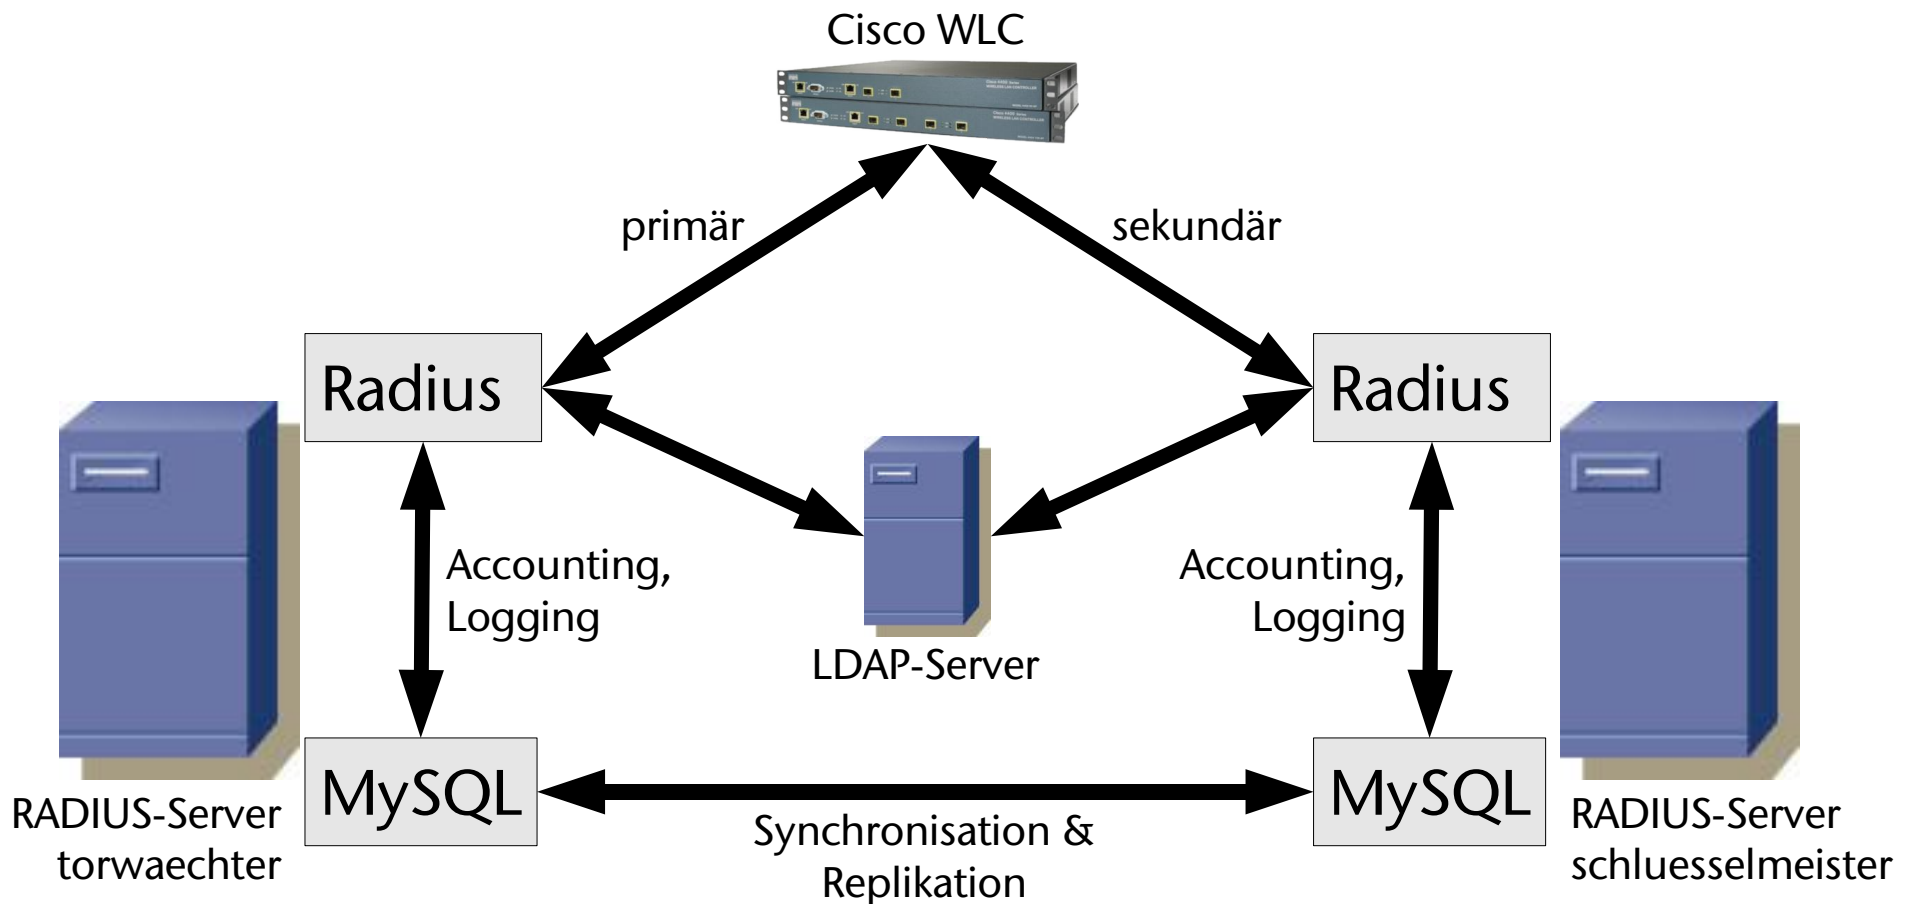 Cisco WLC
primär
sekundär
Radius
Radius
Accounting,
Logging
Accounting,
Logging
LDAP-Server
MySQL
MySQL
RADIUS-Server
torwaechter
Synchronisation &
Replikation
RADIUS-Server
schluesselmeister